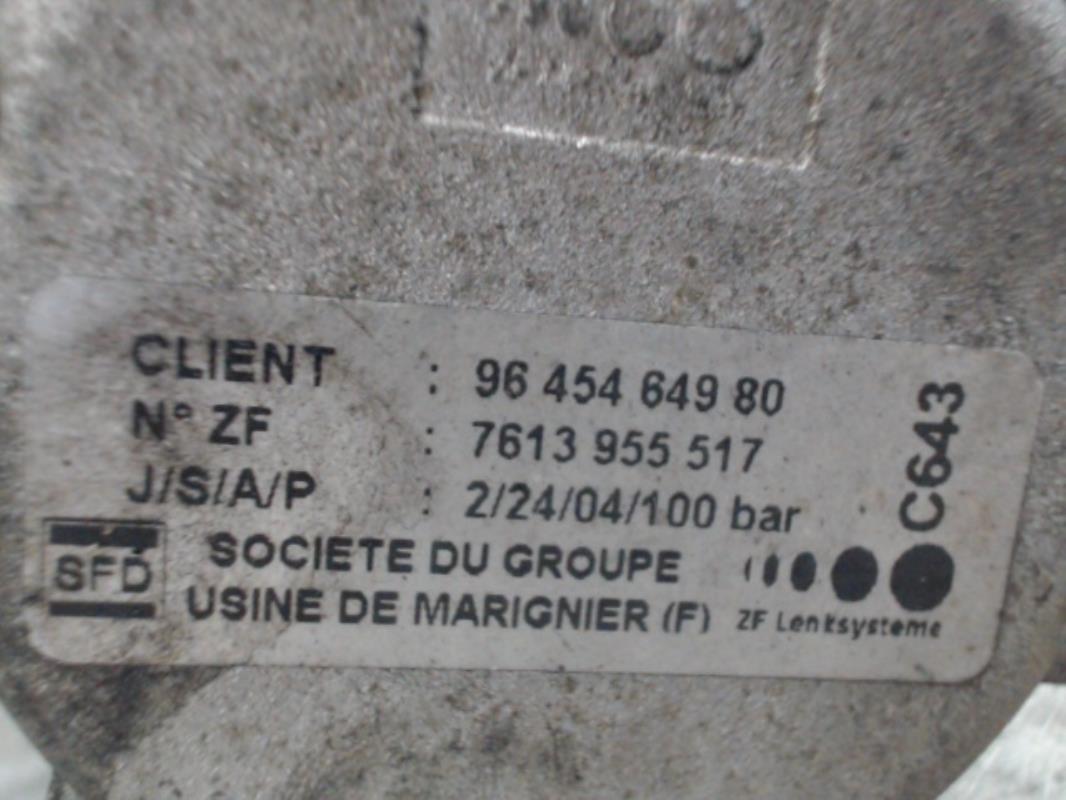 CLIENT : 96 454 649 80
N° ZF : 7613 955 517
J/S/A/P : 2/24/04/100 bar
C643
SFD
SOCIETE DU GROUPE
USINE DE MARIGNIER (F)
ZF Lenksysteme